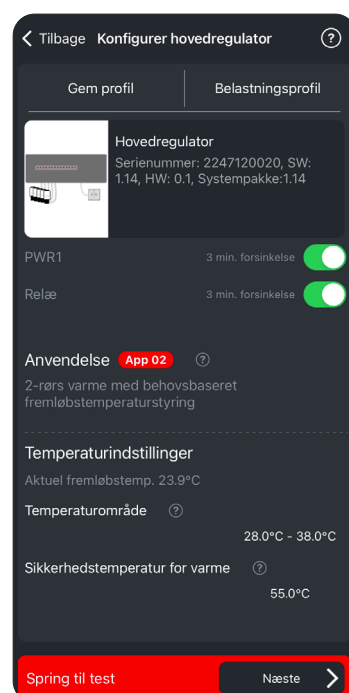 Tilbage Konfigurer hovedregulator ?
Gem profil Belastningsprofil
Hovedregulator
Serienummer: 2247120020, SW:
1.14, HW: 0.1, Systempakke:1.14
PWR1 3 min. forsinkelse
Relæ 3 min. forsinkelse
Anvendelse App 02 ?
2-rørs varme med behovsbaseret
fremløbstemperaturstyring
Temperaturindstillinger
Aktuel fremløbstemp. 23.9°C
Temperaturområde ?
28.0°C - 38.0°C
Sikkerhedstemperatur for varme ?
55.0°C
Spring til test Næste